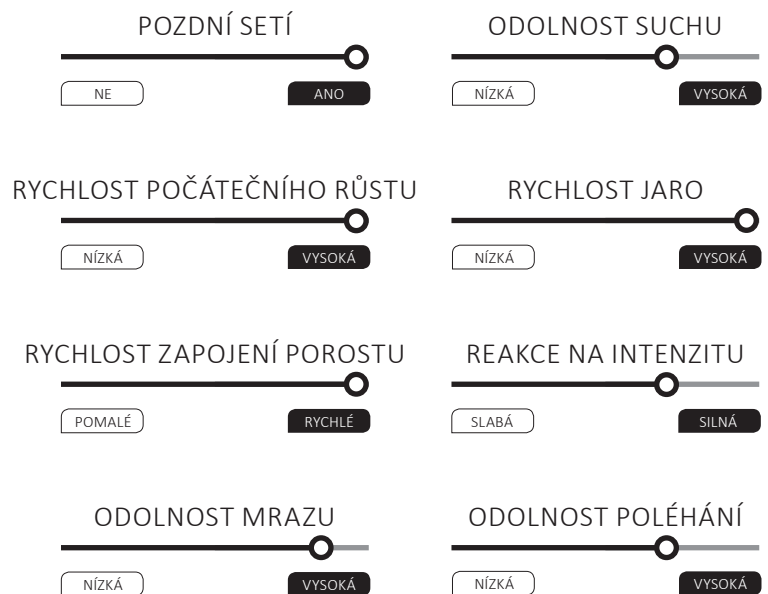 POZDNÍ SETÍ
NE ANO
ODOLNOST SUCHU
NÍZKÁ VYSOKÁ
RYCHLOST POČÁTEČNÍHO RŮSTU
NÍZKÁ VYSOKÁ
RYCHLOST JARO
NÍZKÁ VYSOKÁ
RYCHLOST ZAPOJENÍ POROSTU
POMALÉ RYCHLÉ
REAKCE NA INTENZITU
SLABÁ SILNÁ
ODOLNOST MRAZU
NÍZKÁ VYSOKÁ
ODOLNOST POLÉHÁNÍ
NÍZKÁ VYSOKÁ